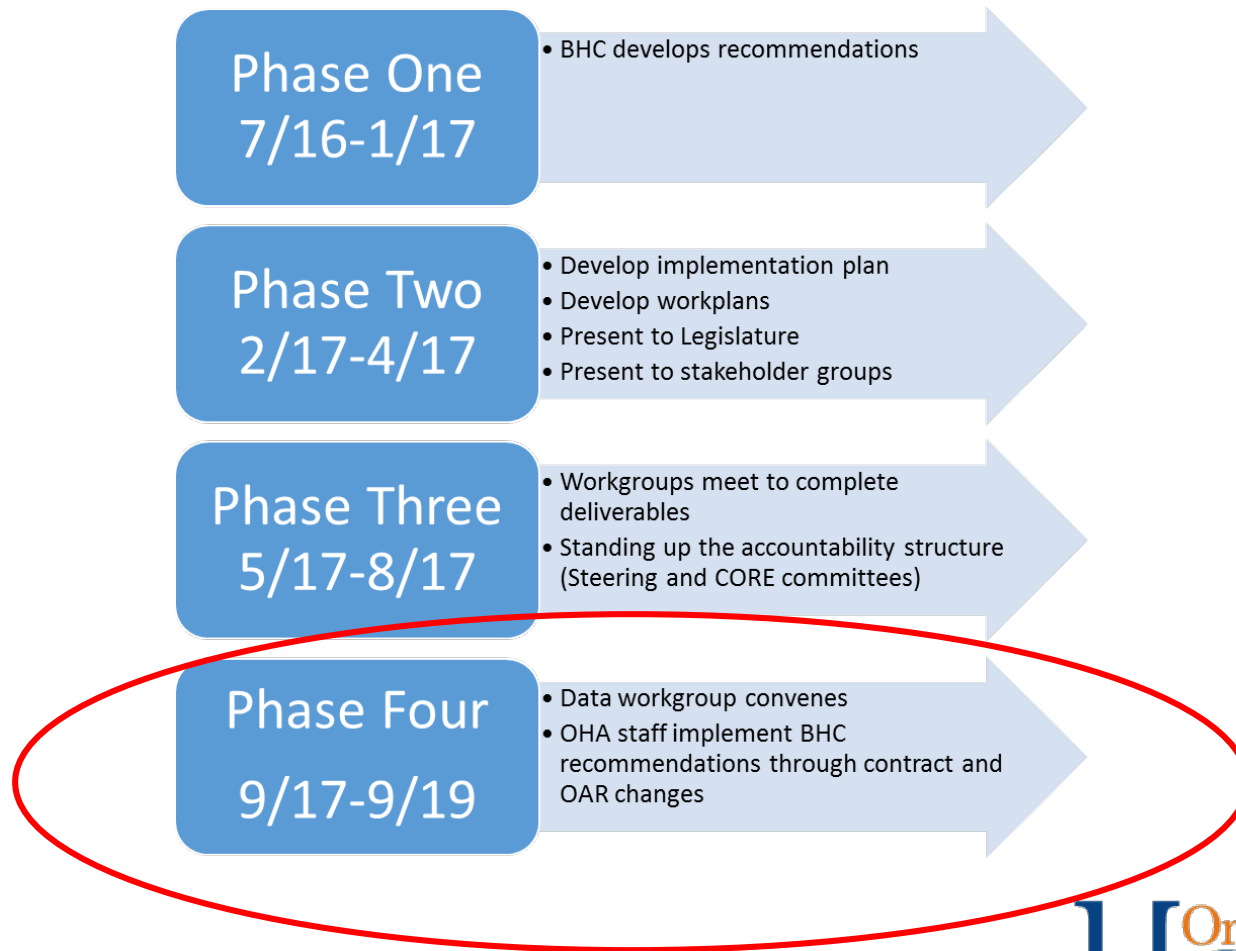 Phase One
7/16-1/17
• BHC develops recommendations
Phase Two
2/17-4/17
• Develop implementation plan
• Develop workplans
• Present to Legislature
• Present to stakeholder groups
Phase Three
5/17-8/17
• Workgroups meet to complete
deliverables
• Standing up the accountability structure
(Steering and CORE committees)
Phase Four
9/17-9/19
• Data workgroup convenes
• OHA staff implement BHC
recommendations through contract and
OAR changes